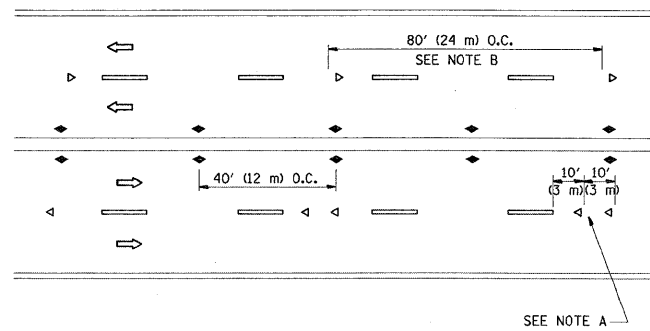 80' (24 m) O.C.
SEE NOTE B
40' (12 m) O.C.
10' 10'
(3 m) (3 m)
SEE NOTE A